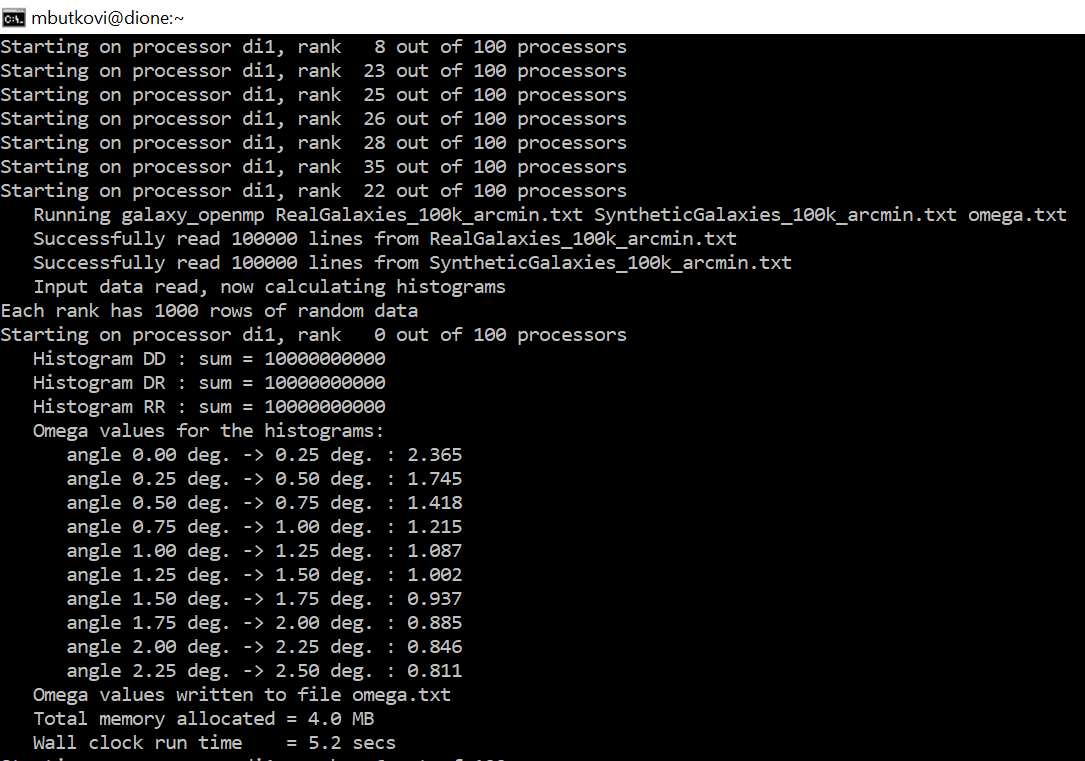 mbutkovi@dione:~
Starting on processor di1, rank   8 out of 100 processors
Starting on processor di1, rank  23 out of 100 processors
Starting on processor di1, rank  25 out of 100 processors
Starting on processor di1, rank  26 out of 100 processors
Starting on processor di1, rank  28 out of 100 processors
Starting on processor di1, rank  35 out of 100 processors
Starting on processor di1, rank  22 out of 100 processors
   Running galaxy_openmp RealGalaxies_100k_arcmin.txt SyntheticGalaxies_100k_arcmin.txt omega.txt
   Successfully read 100000 lines from RealGalaxies_100k_arcmin.txt
   Successfully read 100000 lines from SyntheticGalaxies_100k_arcmin.txt
   Input data read, now calculating histograms
Each rank has 1000 rows of random data
Starting on processor di1, rank   0 out of 100 processors
   Histogram DD : sum = 10000000000
   Histogram DR : sum = 10000000000
   Histogram RR : sum = 10000000000
   Omega values for the histograms:
      angle 0.00 deg. -> 0.25 deg. : 2.365
      angle 0.25 deg. -> 0.50 deg. : 1.745
      angle 0.50 deg. -> 0.75 deg. : 1.418
      angle 0.75 deg. -> 1.00 deg. : 1.215
      angle 1.00 deg. -> 1.25 deg. : 1.087
      angle 1.25 deg. -> 1.50 deg. : 1.002
      angle 1.50 deg. -> 1.75 deg. : 0.937
      angle 1.75 deg. -> 2.00 deg. : 0.885
      angle 2.00 deg. -> 2.25 deg. : 0.846
      angle 2.25 deg. -> 2.50 deg. : 0.811
   Omega values written to file omega.txt
   Total memory allocated = 4.0 MB
   Wall clock run time    = 5.2 secs